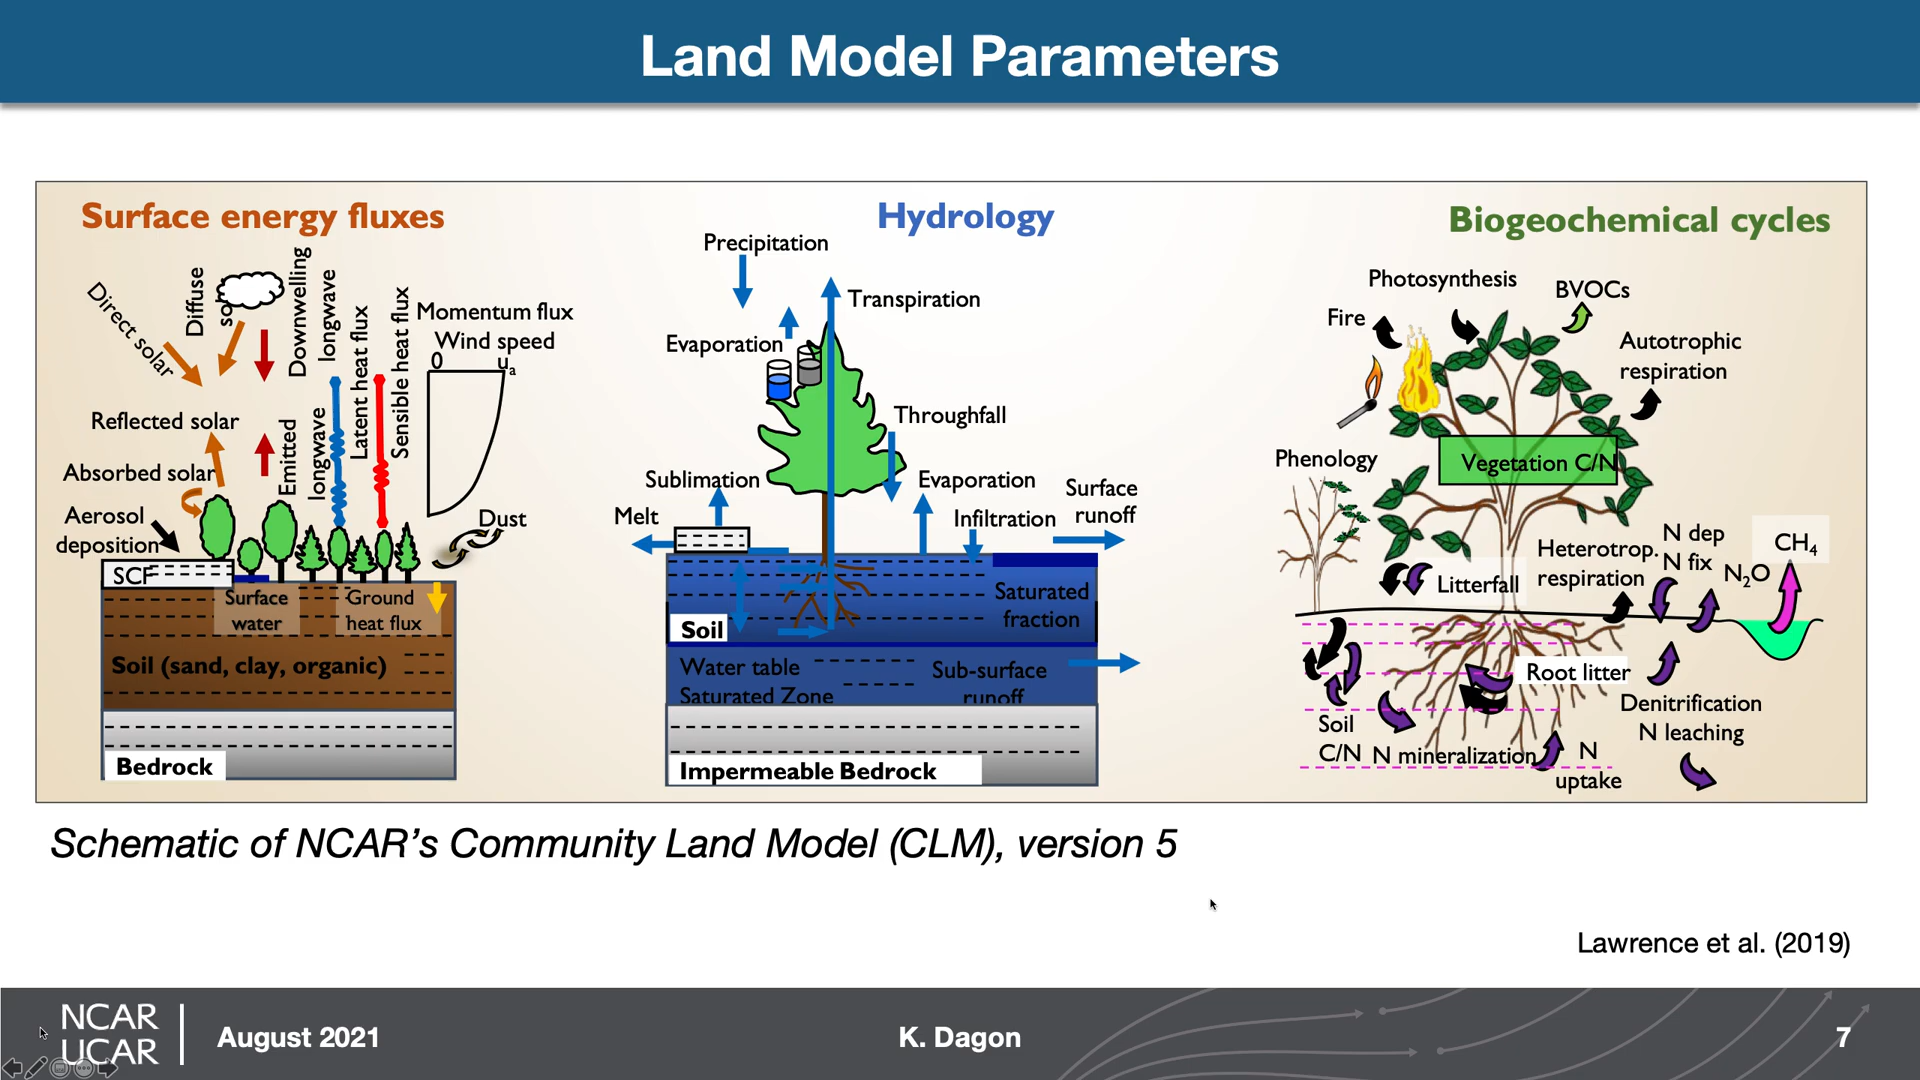 Land Model Parameters
Surface energy fluxes
Direct solar
Diffuse
Downwelling
longwave
Latent heat flux
Sensible heat flux
Momentum flux
Wind speed
0
ua
Reflected solar
Absorbed solar
Emitted
longwave
Aerosol
deposition
Dust
SCF
Surface
water
Ground
heat flux
Soil (sand, clay, organic)
Bedrock
Hydrology
Precipitation
Transpiration
Evaporation
Throughfall
Sublimation
Evaporation
Melt
Infiltration
Surface
runoff
Saturated
fraction
Soil
Water table
Saturated Zone
Sub-surface
runoff
Impermeable Bedrock
Biogeochemical cycles
Photosynthesis
BVOCs
Fire
Autotrophic
respiration
Phenology
Vegetation C/N
Litterfall
Heterotrop.
respiration
N dep
N fix
N2O
CH4
Root litter
Soil
C/N
N mineralization
N
uptake
Denitrification
N leaching
Schematic of NCAR's Community Land Model (CLM), version 5
Lawrence et al. (2019)
NCAR
UCAR
August 2021
K. Dagon
7